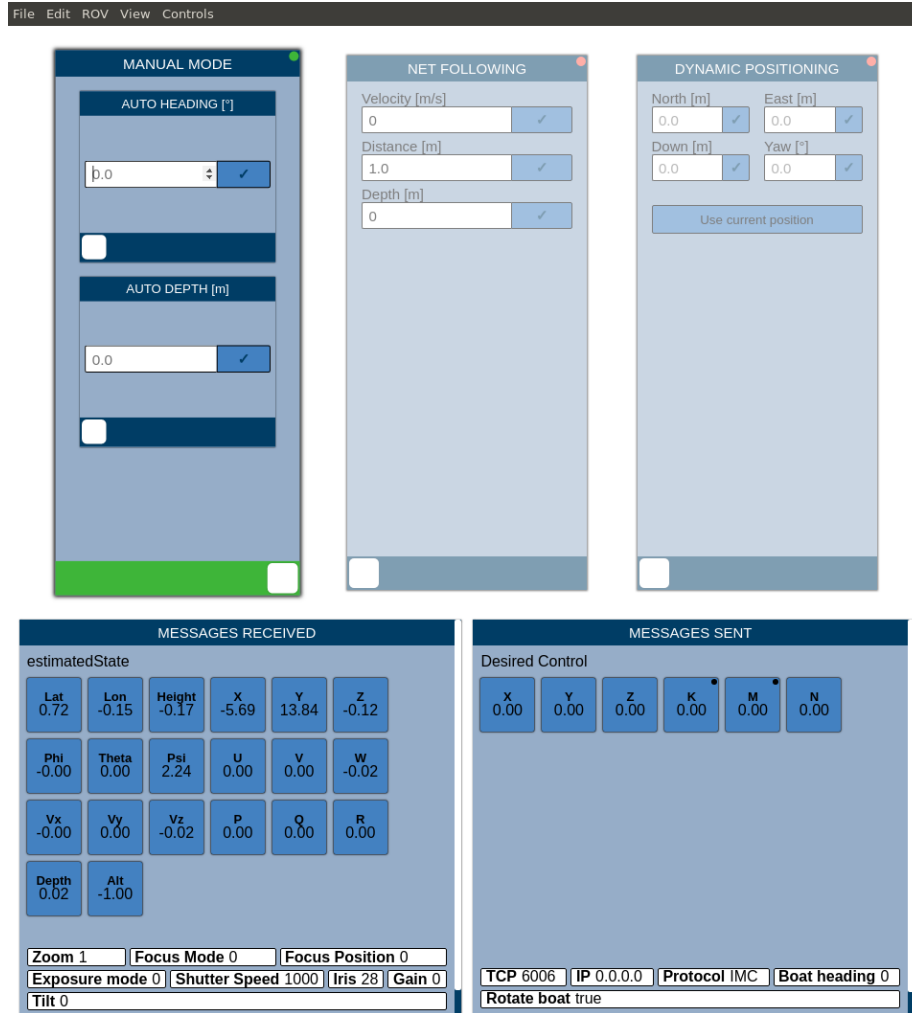 File Edit ROV View Controls
MANUAL MODE
AUTO HEADING [°]
0.0 ✓
AUTO DEPTH [m]
0.0 ✓
NET FOLLOWING
Velocity [m/s]
0 ✓
Distance [m]
1.0 ✓
Depth [m]
0 ✓
DYNAMIC POSITIONING
North [m] East [m]
0.0 ✓ 0.0 ✓
Down [m] Yaw [°]
0.0 ✓ 0.0 ✓
Use current position
MESSAGES RECEIVED
estimatedState
Lat Lon Height X Y Z
0.72 -0.15 -0.17 -5.69 13.84 -0.12
Phi Theta Psi U V W
-0.00 0.00 2.24 0.00 0.00 -0.02
Vx Vy Vz P Q R
-0.00 0.00 -0.02 0.00 0.00 0.00
Depth Alt
0.02 -1.00
Zoom 1 Focus Mode 0 Focus Position 0
Exposure mode 0 Shutter Speed 1000 Iris 28 Gain 0
Tilt 0
MESSAGES SENT
Desired Control
X Y Z K M N
0.00 0.00 0.00 0.00 0.00 0.00
TCP 6006 IP 0.0.0.0 Protocol IMC Boat heading 0
Rotate boat true